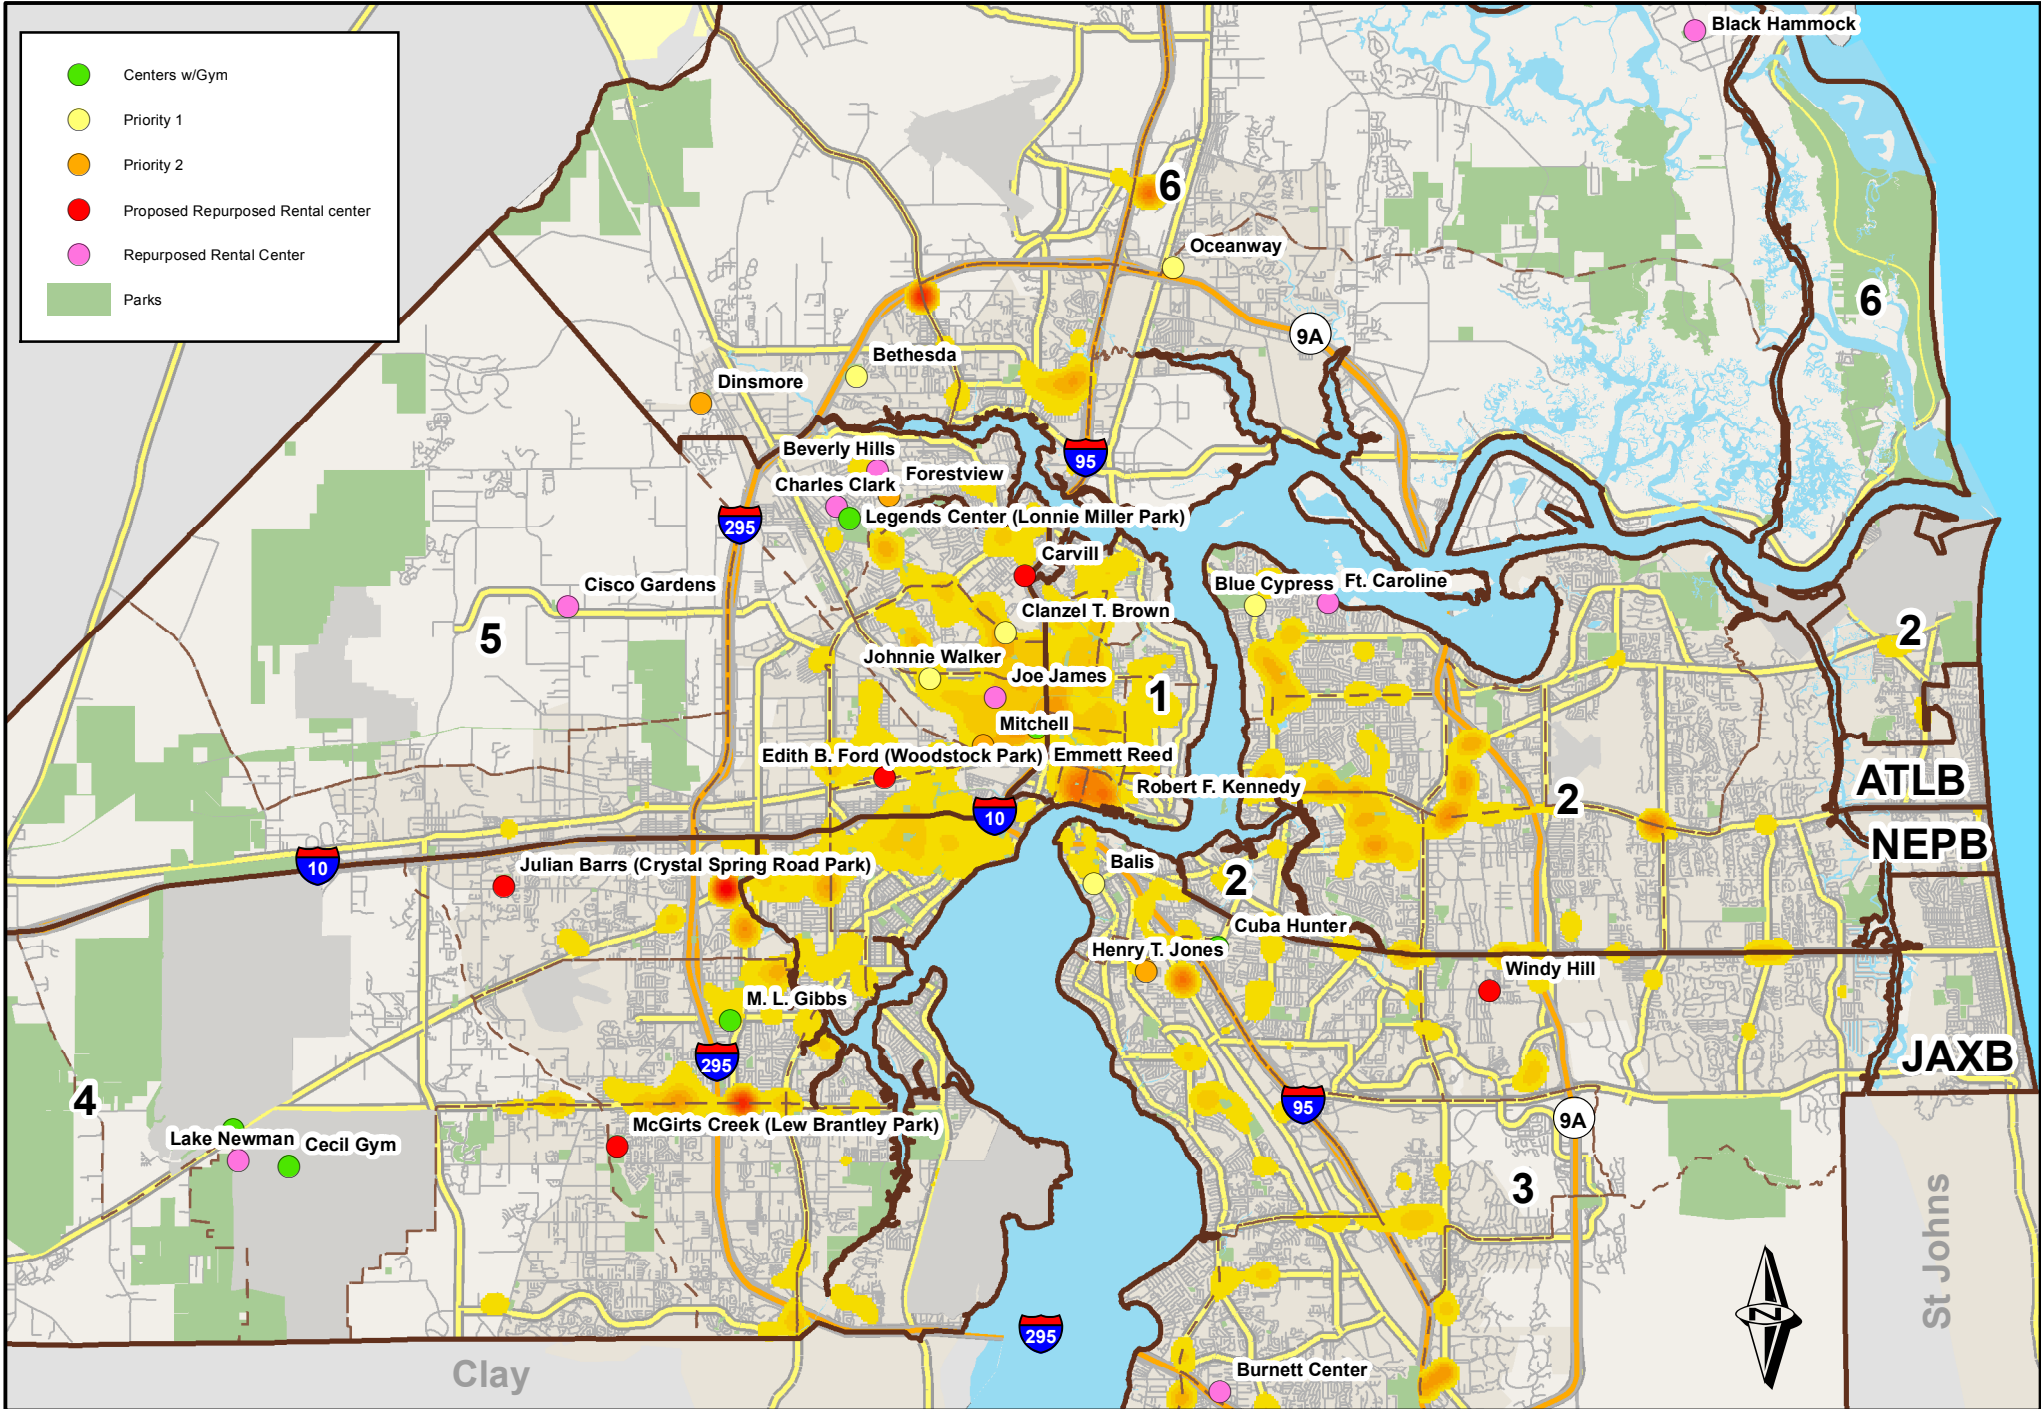 Black Hammock
Centers w/Gym
Priority 1
Priority 2
Proposed Repurposed Rental center
Repurposed Rental Center
Parks
6
Oceanway
6
9A
Bethesda
Dinsmore
Beverly Hills
95
Forestview
Charles Clark
Legends Center (Lonnie Miller Park)
295
Carvill
Cisco Gardens
Blue Cypress
Ft. Caroline
Clanzel T. Brown
5
2
Johnnie Walker
Joe James
1
Mitchell
Edith B. Ford (Woodstock Park)
Emmett Reed
Robert F. Kennedy
ATLB
2
10
NEPB
10
Julian Barrs (Crystal Spring Road Park)
Balis
2
Cuba Hunter
Henry T. Jones
Windy Hill
M. L. Gibbs
295
JAXB
4
95
9A
McGirts Creek (Lew Brantley Park)
Lake Newman
Cecil Gym
3
St Johns
N
295
Clay
Burnett Center